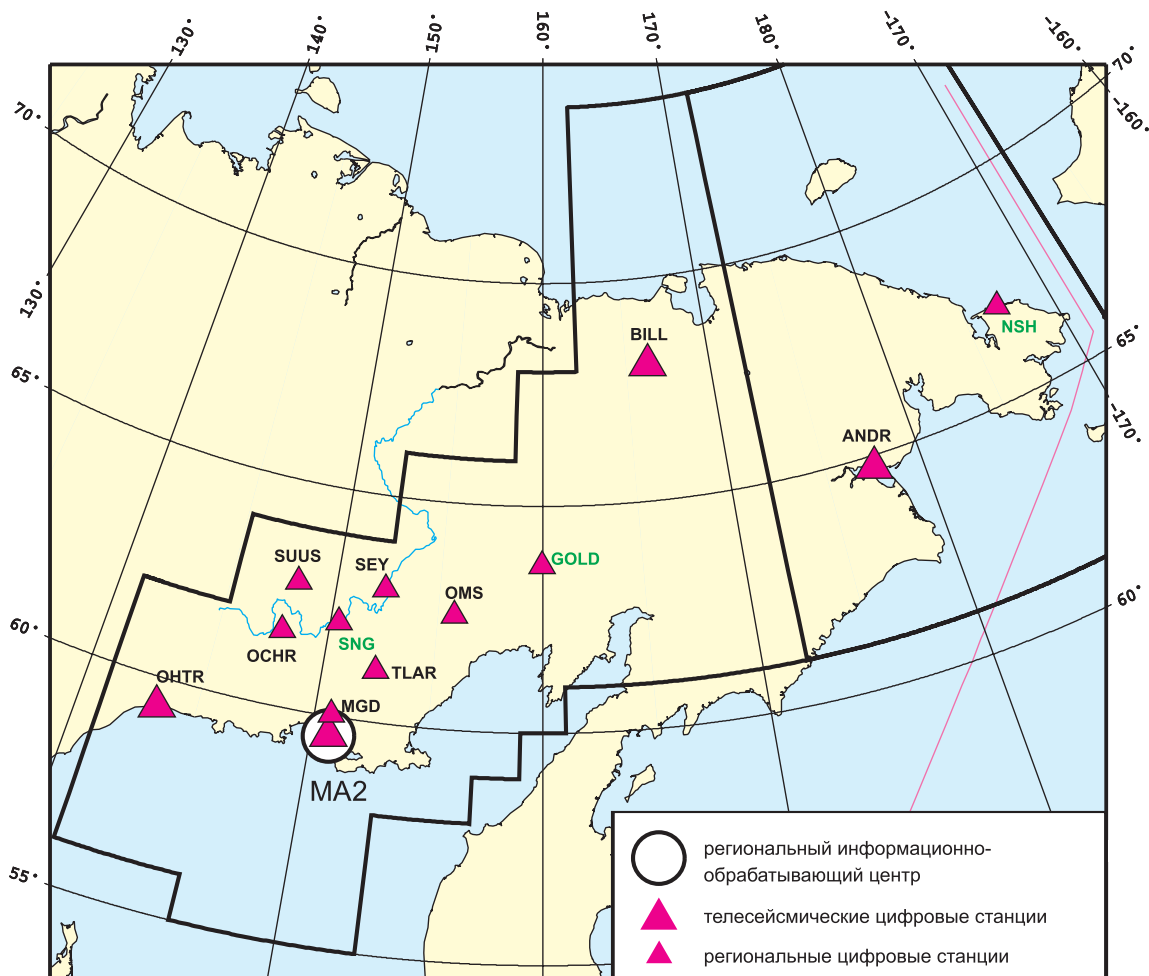 130°
140°
150°
160°
170°
180°
-170°
-160°
70°
70°
-160°
130°
NSH
BILL
65°
65°
-170°
ANDR
SUUS
SEY
GOLD
OMS
60°
60°
SNG
OCHR
TLAR
OHTR
MGD
MA2
55°
региональный информационно-
обрабатывающий центр
телесейсмические цифровые станции
региональные цифровые станции